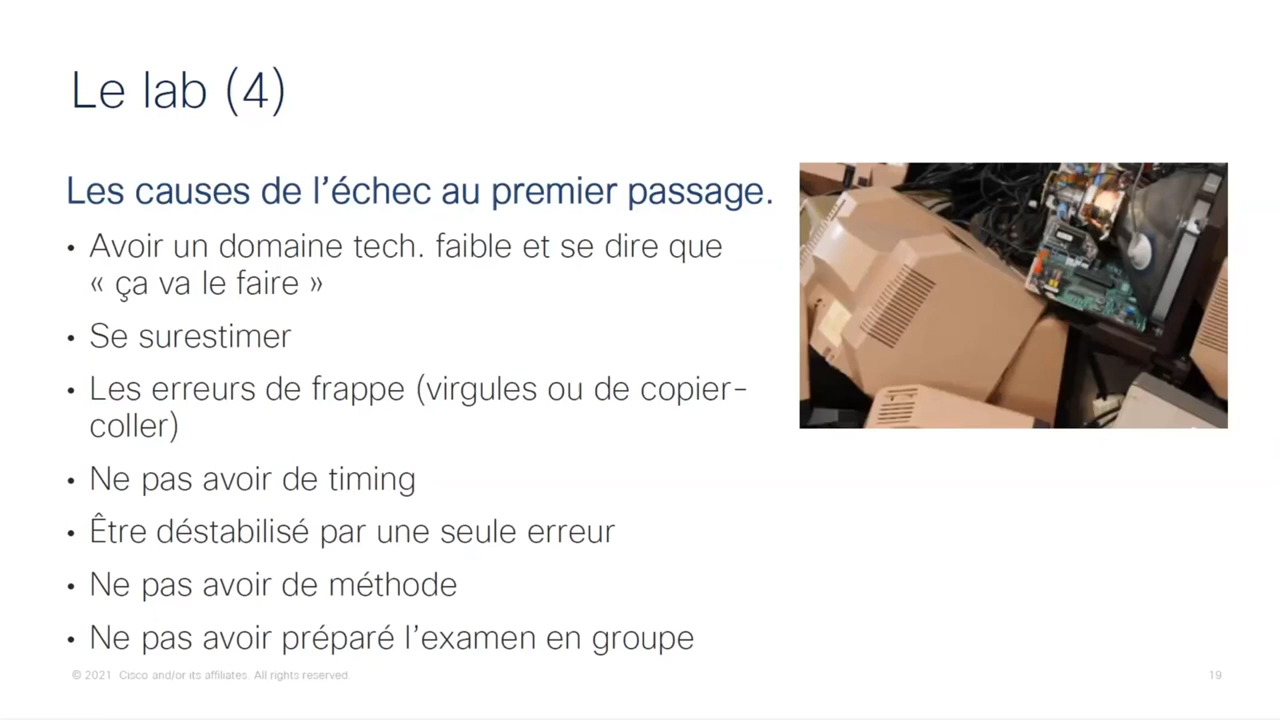 Le lab (4)
Les causes de l’échec au premier passage.
• Avoir un domaine tech. faible et se dire que
« ça va le faire »
• Se surestimer
• Les erreurs de frappe (virgules ou de copier-
coller)
• Ne pas avoir de timing
• Être déstabilisé par une seule erreur
• Ne pas avoir de méthode
• Ne pas avoir préparé l’examen en groupe
© 2021 Cisco and/or its affiliates. All rights reserved.
19